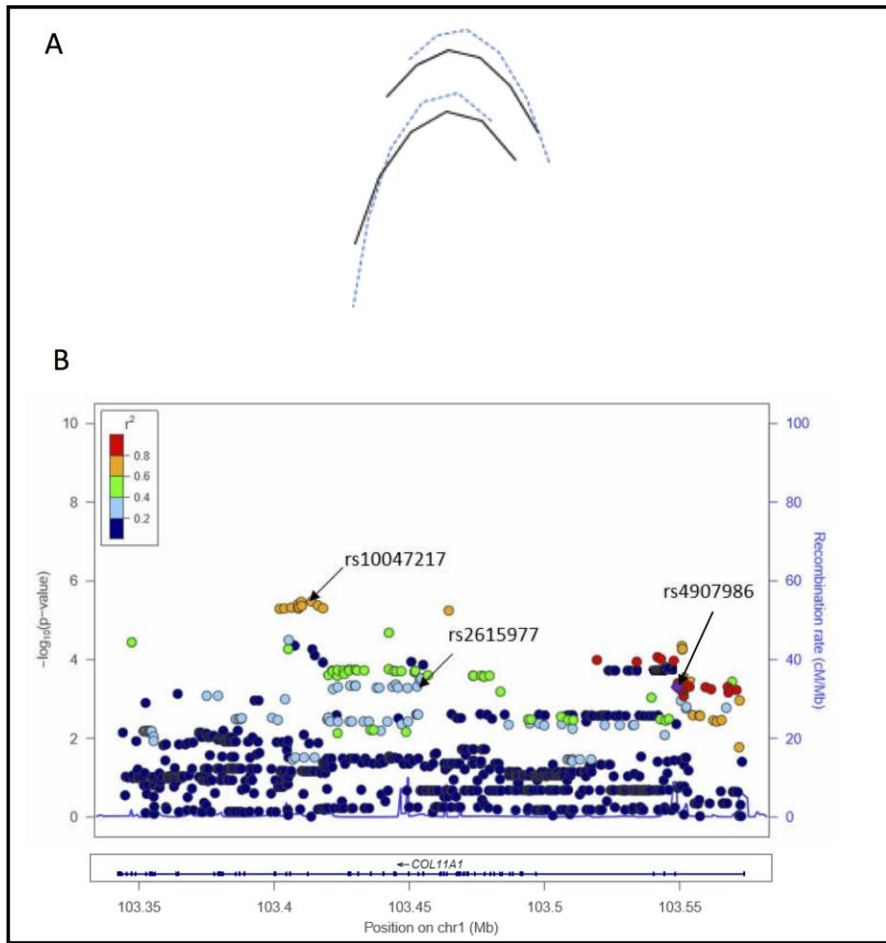 A
B
r²
0.8
0.6
0.4
0.2
10
8
6
4
2
0
−log₁₀(p−value)
100
80
60
40
20
0
Recombination rate (cM/Mb)
rs10047217
rs4907986
rs2615977
←COL11A1
103.35 103.4 103.45 103.5 103.55
Position on chr1 (Mb)